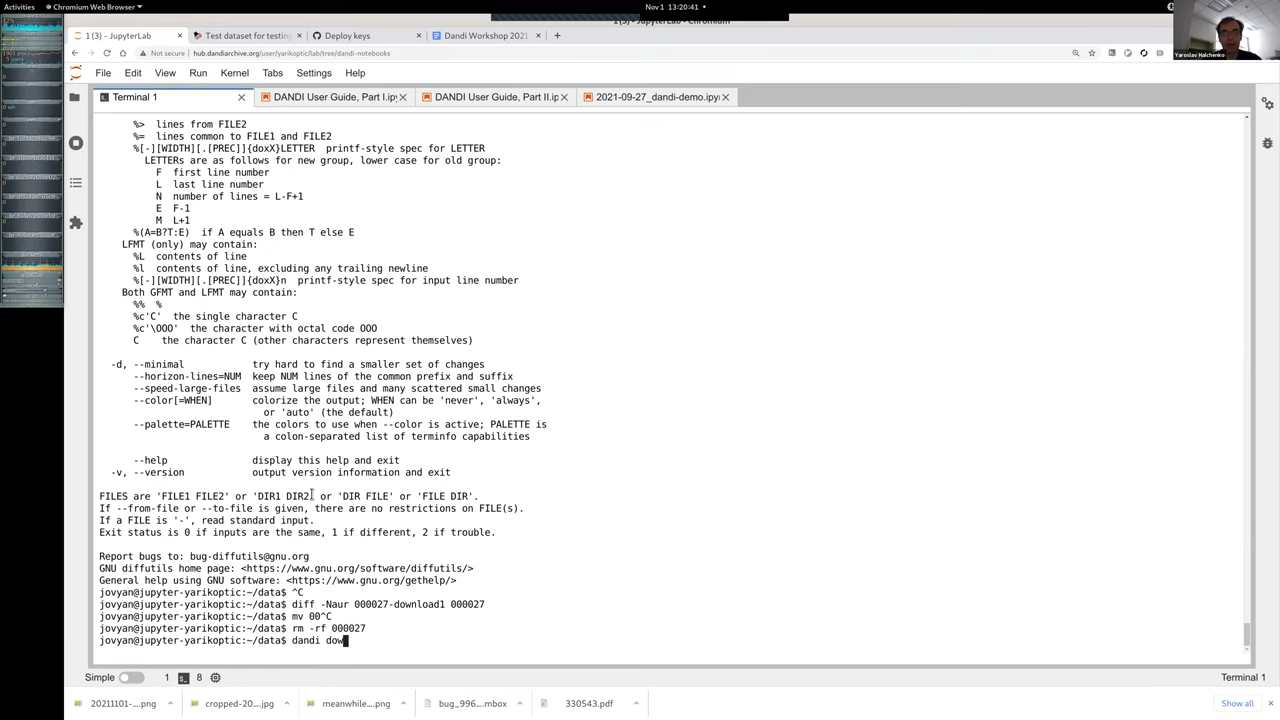 Activities
Chromium Web Browser
Nov 1 13:20:41
1 (3) - JupyterLab - Chromium
1 (3) - JupyterLab
Test dataset for testing
Deploy keys
Dandi Workshop 2021
Yaroslav Halchenko
Not secure | hub.dandiarchive.org/user/yarikoptic/lab/tree/dandi-notebooks
File Edit View Run Kernel Tabs Settings Help
Terminal 1
DANDI User Guide, Part I.ipy
DANDI User Guide, Part II.ip
2021-09-27_dandi-demo.ipyn
%> lines from FILE2
%= lines common to FILE1 and FILE2
%[-][WIDTH][.[PREC]]{doxX}LETTER printf-style spec for LETTER
LETTERs are as follows for new group, lower case for old group:
F first line number
L last line number
N number of lines = L-F+1
E F-1
M L+1
%(A=B?T:E) if A equals B then T else E
LFMT (only) may contain:
%L contents of line
%l contents of line, excluding any trailing newline
%[-][WIDTH][.[PREC]]{doxX}n printf-style spec for input line number
Both GFMT and LFMT may contain:
%% %
%c'C' the single character C
%c'\OOO' the character with octal code OOO
C the character C (other characters represent themselves)
-d, --minimal try hard to find a smaller set of changes
--horizon-lines=NUM keep NUM lines of the common prefix and suffix
--speed-large-files assume large files and many scattered small changes
--color[=WHEN] colorize the output; WHEN can be 'never', 'always',
or 'auto' (the default)
--palette=PALETTE the colors to use when --color is active; PALETTE is
a colon-separated list of terminfo capabilities
--help display this help and exit
-v, --version output version information and exit
FILES are 'FILE1 FILE2' or 'DIR1 DIR2' or 'DIR FILE' or 'FILE DIR'.
If --from-file or --to-file is given, there are no restrictions on FILE(s).
If a FILE is '-', read standard input.
Exit status is 0 if inputs are the same, 1 if different, 2 if trouble.
Report bugs to: bug-diffutils@gnu.org
GNU diffutils home page: <https://www.gnu.org/software/diffutils/>
General help using GNU software: <https://www.gnu.org/gethelp/>
jovyan@jupyter-yarikoptic:~/data$ ^C
jovyan@jupyter-yarikoptic:~/data$ diff -Naur 000027-download1 000027
jovyan@jupyter-yarikoptic:~/data$ mv 00^C
jovyan@jupyter-yarikoptic:~/data$ rm -rf 000027
jovyan@jupyter-yarikoptic:~/data$ dandi dow
Simple 1 8 Terminal 1
20211101-....png
cropped-20....jpg
meanwhile....png
bug_996....mbox
330543.pdf
Show all